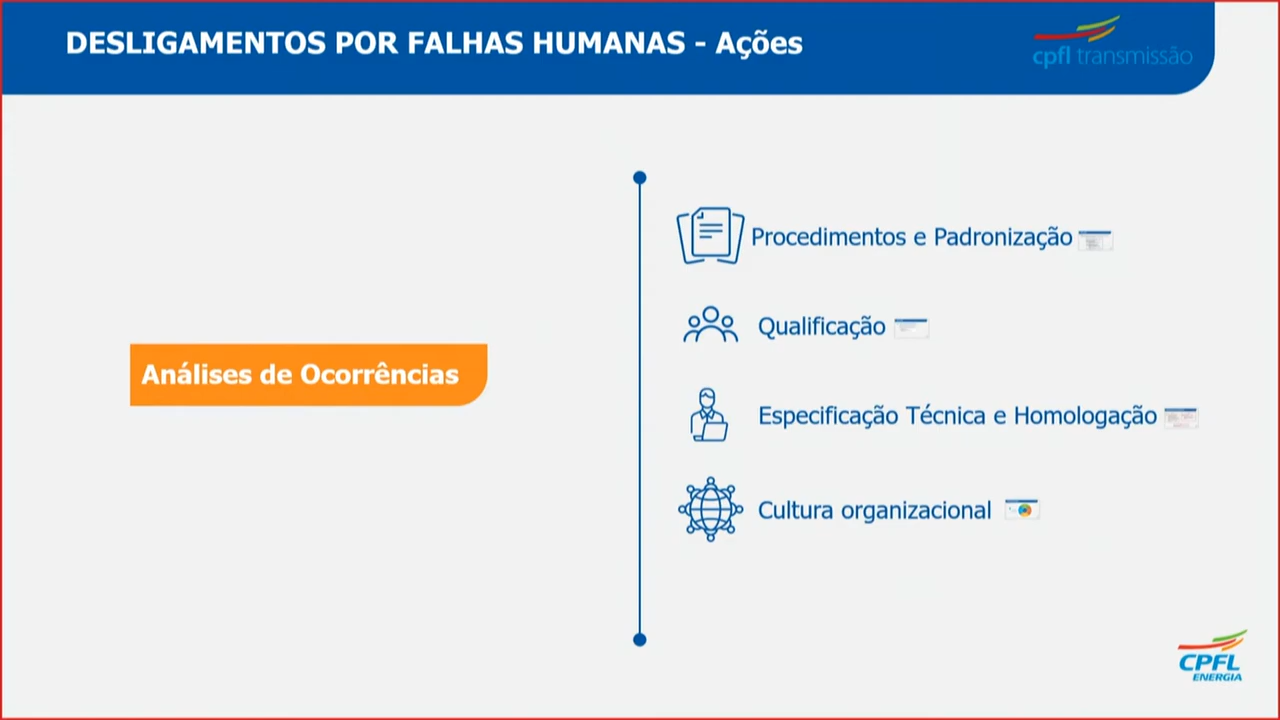 DESLIGAMENTOS POR FALHAS HUMANAS - Ações
cpfl transmissão
Procedimentos e Padronização
Qualificação
Análises de Ocorrências
Especificação Técnica e Homologação
Cultura organizacional
CPFL
ENERGIA